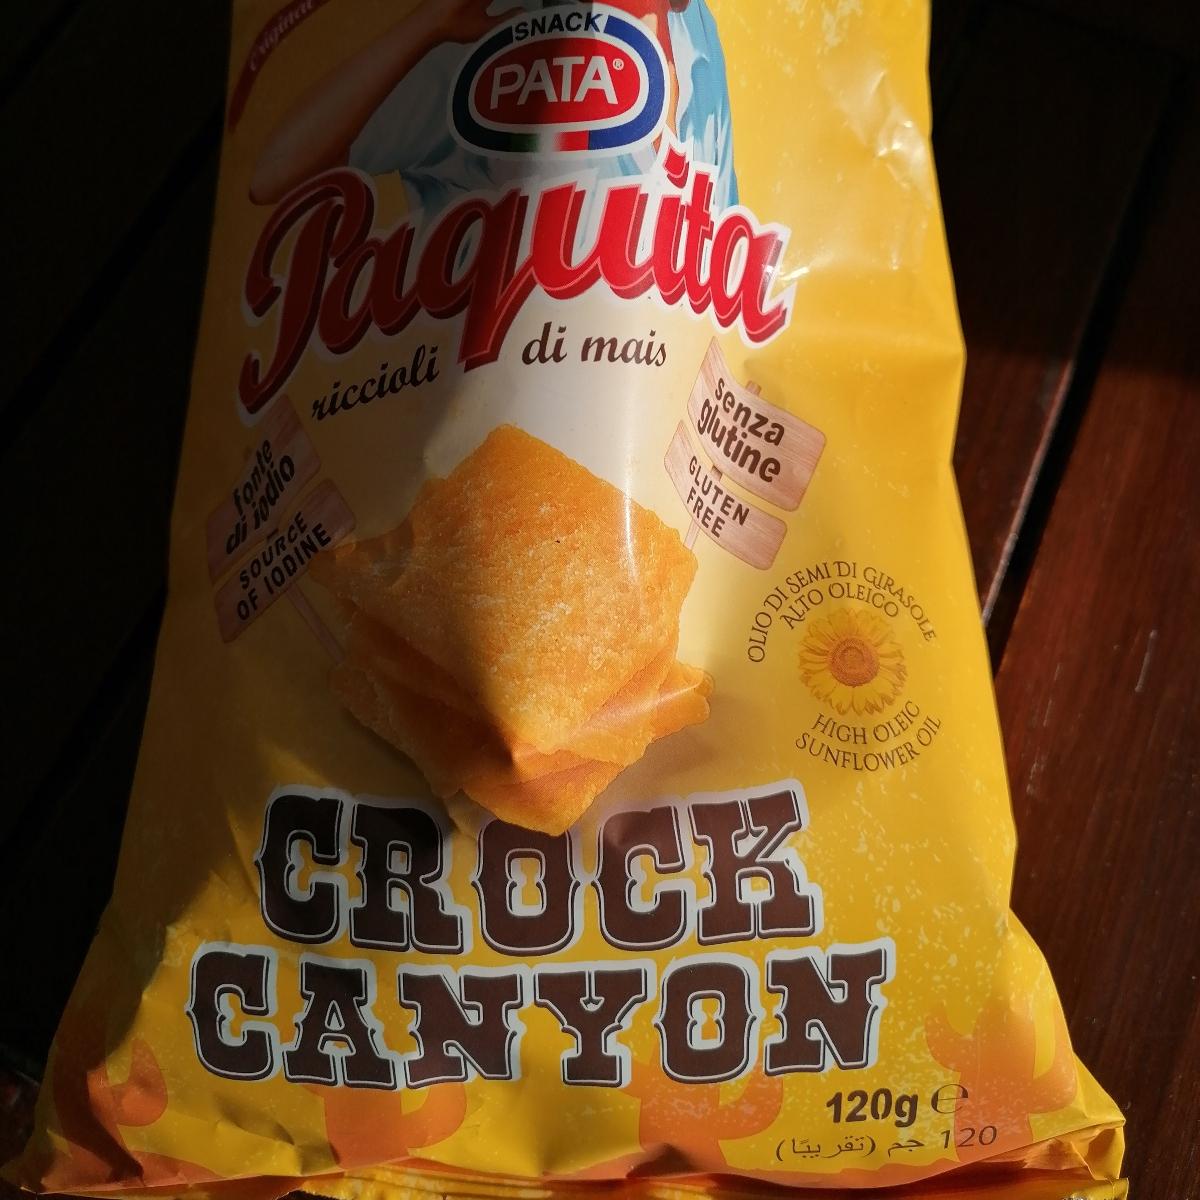 Original
SNACK
PATA®
Paquita
riccioli di mais
fonte
di iodio
SOURCE
OF IODINE
senza
glutine
GLUTEN
FREE
OLIO DI SEMI DI GIRASOLE
ALTO OLEICO
HIGH OLEIC
SUNFLOWER OIL
CROCK
CANYON
120g ℮
120 جم (تقريبًا)